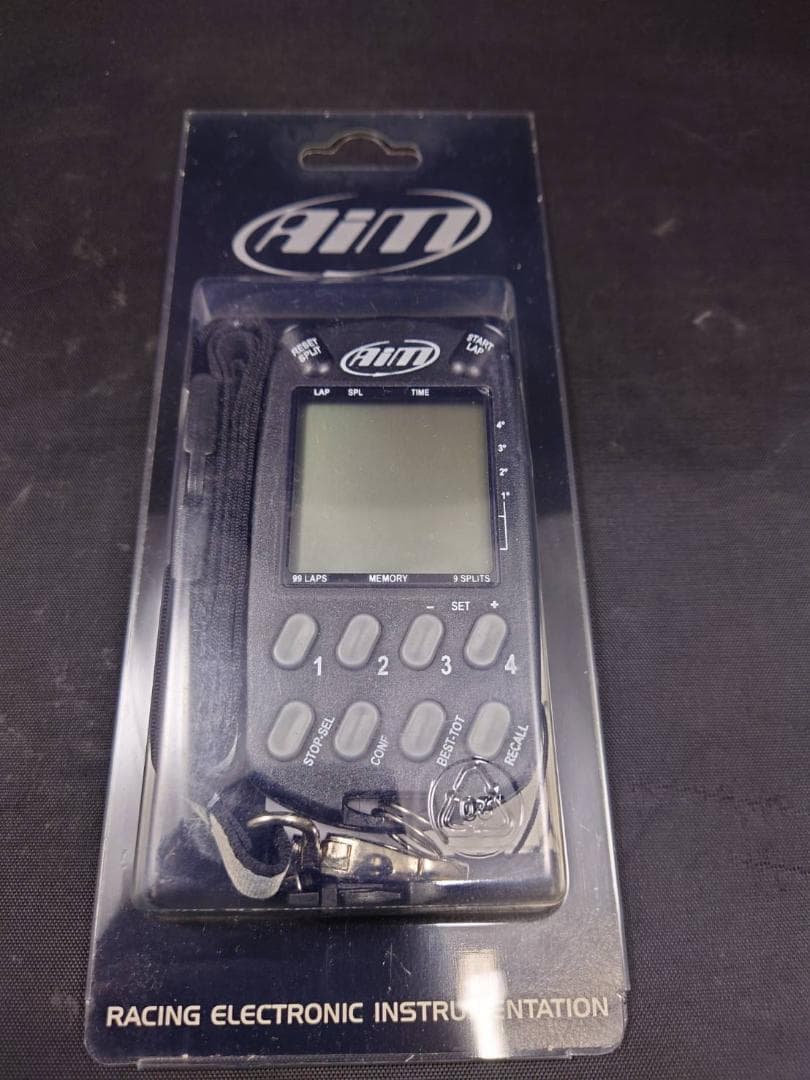 AiM
RESET
SPLIT
AiM
START
LAP
LAP SPL TIME
4°
3°
2°
1°
99 LAPS MEMORY 9 SPLITS
− SET +
1 2 3 4
STOP-SEL CONF BEST-TOT RECALL
RACING ELECTRONIC INSTRUMENTATION